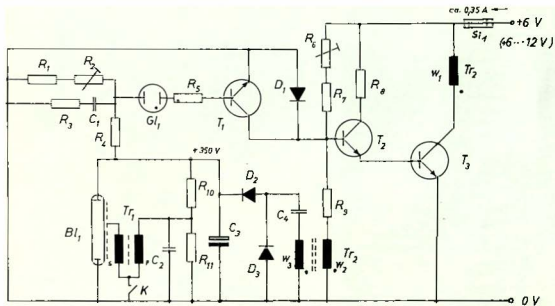 ca. 0,35 A
+6 V
(+6···12 V)
Si1
R6
R1
R2
R3
C1
R4
Gl1
R5
T1
D1
R7
R8
w1
Tr2
T2
T3
+350V
D2
R10
R9
Bl1
Tr1
C2
R11
C3
D3
C4
w3
Tr2
w2
s
p
K
0 V